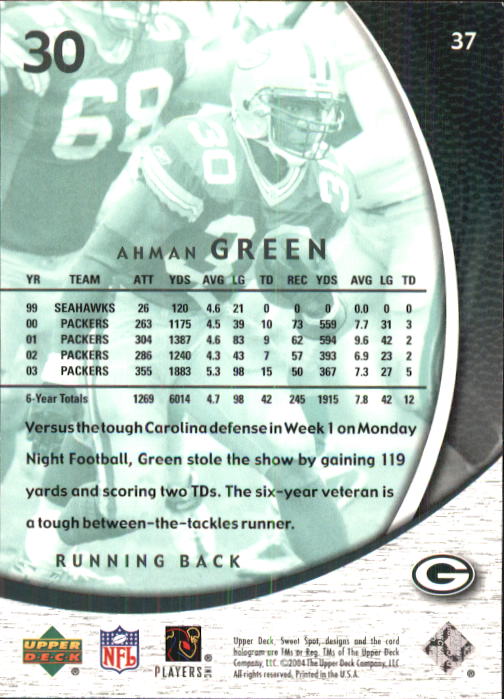 30
37
68
30
30
AHMAN GREEN
YR TEAM ATT YDS AVG LG TD REC YDS AVG LG TD
99 SEAHAWKS 26 120 4.6 21 0 0 0 0.0 0 0
00 PACKERS 263 1175 4.5 39 10 73 559 7.7 31 3
01 PACKERS 304 1387 4.6 83 9 62 594 9.6 42 2
02 PACKERS 286 1240 4.3 43 7 57 393 6.9 23 2
03 PACKERS 355 1883 5.3 98 15 50 367 7.3 27 5
6-Year Totals 1269 6014 4.7 98 42 245 1915 7.8 42 12
Versus the tough Carolina defense in Week 1 on Monday
Night Football, Green stole the show by gaining 119
yards and scoring two TDs. The six-year veteran is
a tough between-the-tackles runner.
RUNNING BACK
G
UPPER DECK
NFL
PLAYERS INC
Upper Deck, Sweet Spot, designs and the card
hologram are TMs or Reg. TMs of The Upper Deck
Company, LLC. ©2004 The Upper Deck Company, LLC
All rights reserved. Printed in the U.S.A.